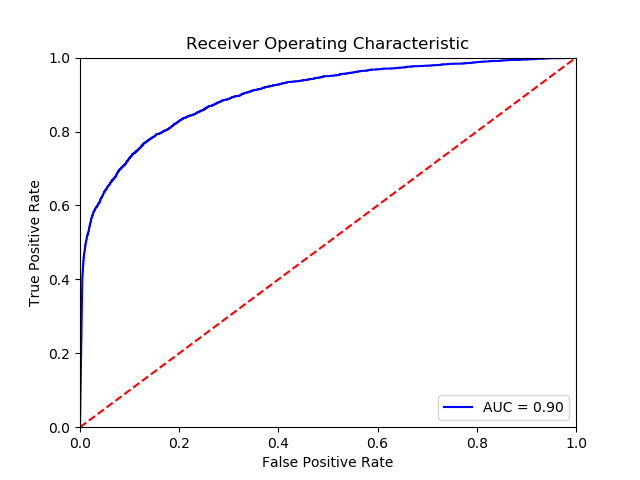 Receiver Operating Characteristic
1.0
0.8
0.6
0.4
0.2
0.0
True Positive Rate
AUC = 0.90
0.0 0.2 0.4 0.6 0.8 1.0
False Positive Rate